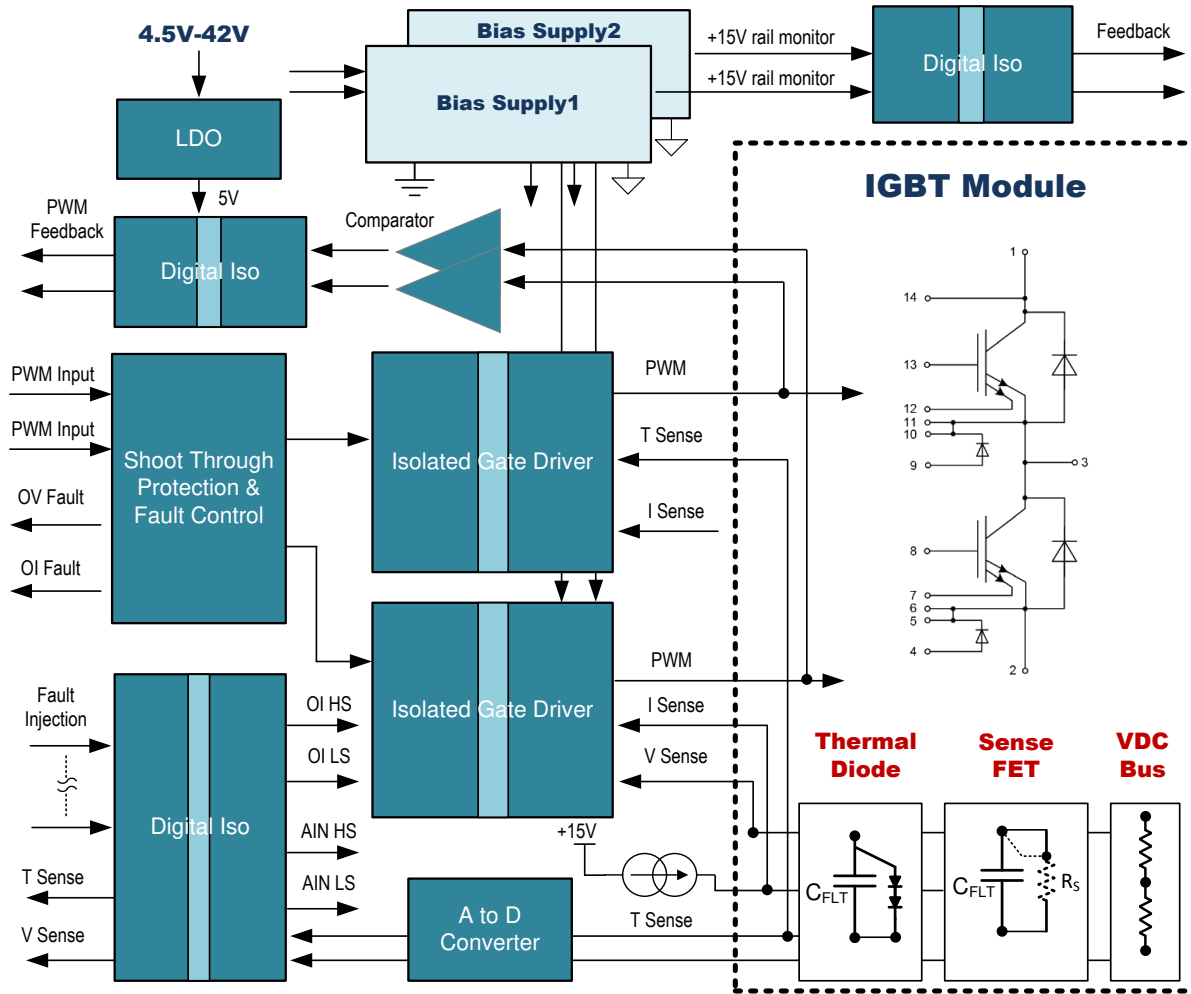 4.5V-42V
Bias Supply2
+15V rail monitor
Feedback
Digital Iso
+15V rail monitor
Bias Supply1
LDO
5V
IGBT Module
PWM
Feedback
Comparator
Digital Iso
1
14
13
12
11
10
9
3
8
7
6
5
4
2
PWM Input
PWM Input
OV Fault
OI Fault
Shoot Through
Protection &
Fault Control
Isolated Gate Driver
PWM
T Sense
I Sense
Isolated Gate Driver
PWM
I Sense
V Sense
Fault
Injection
T Sense
V Sense
Digital Iso
OI HS
OI LS
AIN HS
AIN LS
+15V
T Sense
A to D
Converter
Thermal
Diode
Sense
FET
VDC
Bus
CFLT
CFLT
RS